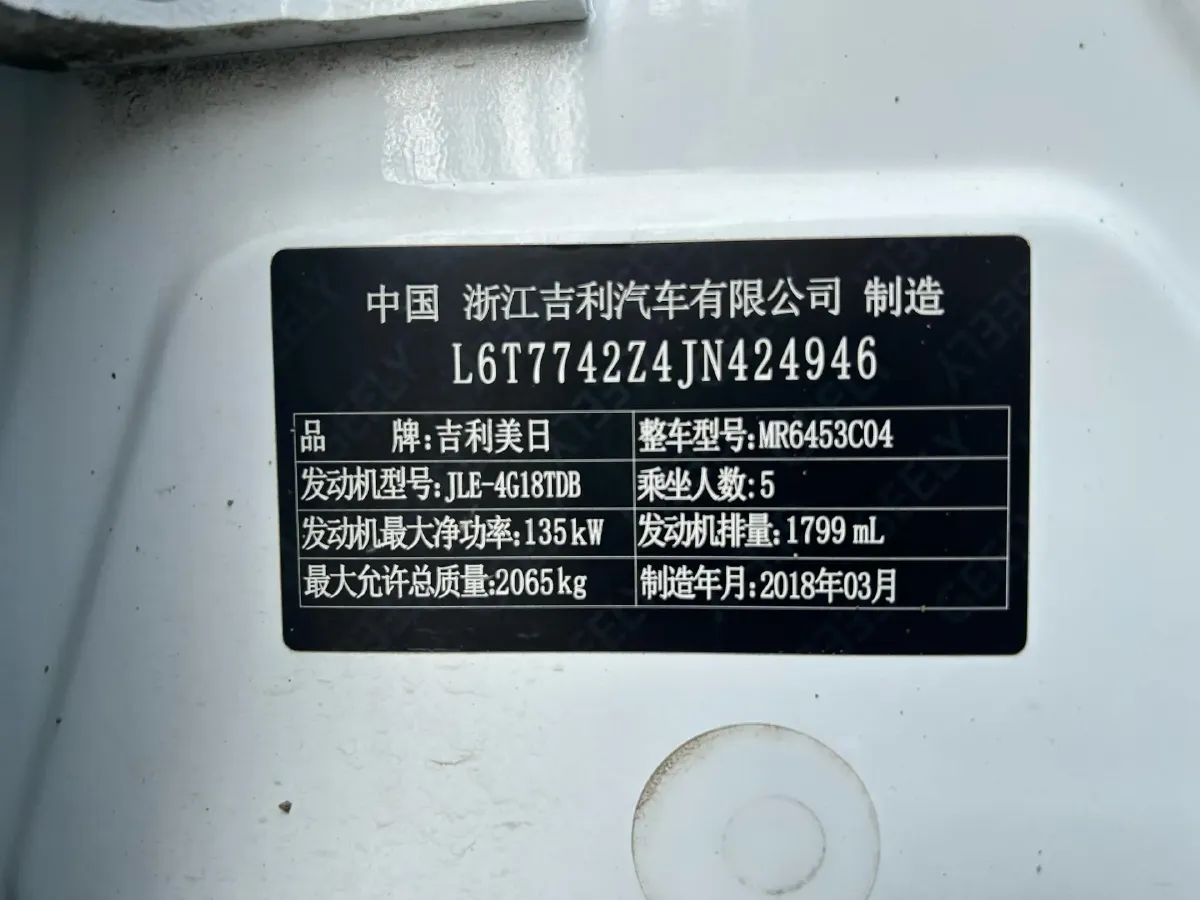 中国 浙江吉利汽车有限公司 制造
L6T7742Z4JN424946
品 牌:吉利美日 整车型号:MR6453C04
发动机型号:JLE-4G18TDB 乘坐人数:5
发动机最大净功率:135kW 发动机排量:1799 mL
最大允许总质量:2065kg 制造年月:2018年03月